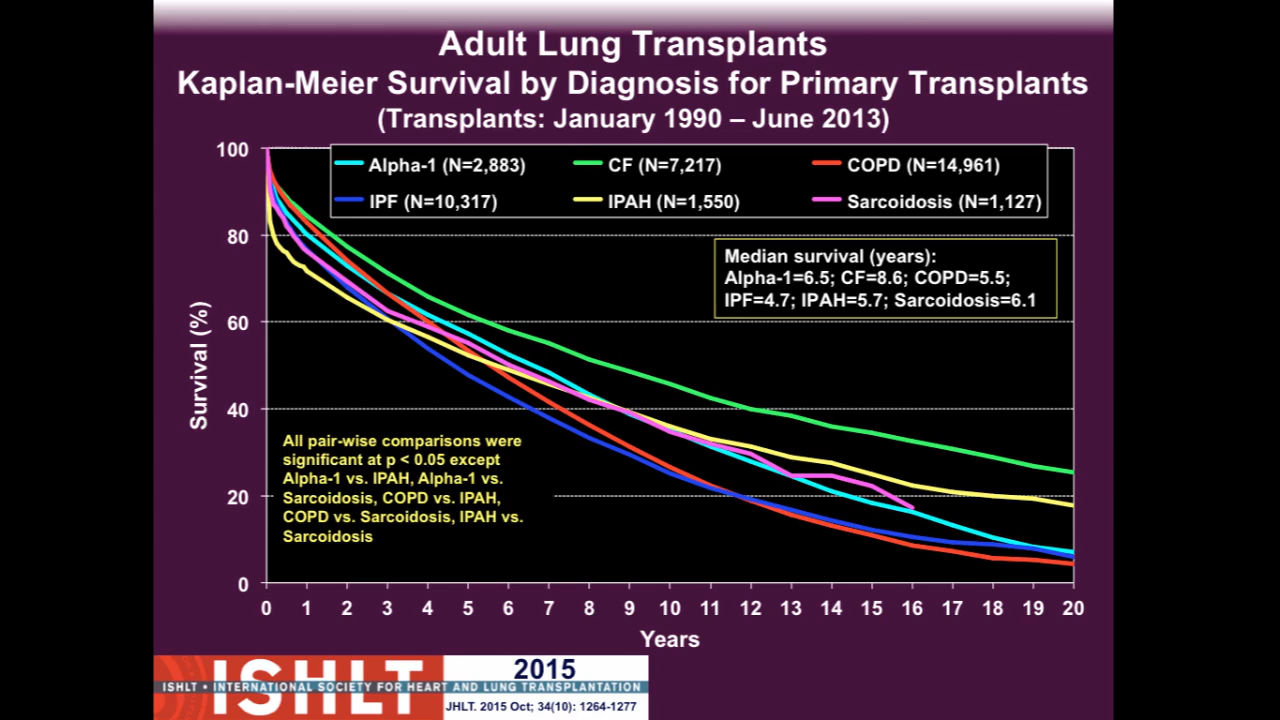 Adult Lung Transplants
Kaplan-Meier Survival by Diagnosis for Primary Transplants
(Transplants: January 1990 – June 2013)
Alpha-1 (N=2,883)
CF (N=7,217)
COPD (N=14,961)
IPF (N=10,317)
IPAH (N=1,550)
Sarcoidosis (N=1,127)
Median survival (years):
Alpha-1=6.5; CF=8.6; COPD=5.5;
IPF=4.7; IPAH=5.7; Sarcoidosis=6.1
Survival (%)
100
80
60
40
20
0
All pair-wise comparisons were
significant at p < 0.05 except
Alpha-1 vs. IPAH, Alpha-1 vs.
Sarcoidosis, COPD vs. IPAH,
COPD vs. Sarcoidosis, IPAH vs.
Sarcoidosis
0 1 2 3 4 5 6 7 8 9 10 11 12 13 14 15 16 17 18 19 20
Years
ISHLT
2015
ISHLT • INTERNATIONAL SOCIETY FOR HEART AND LUNG TRANSPLANTATION
JHLT. 2015 Oct; 34(10): 1264-1277